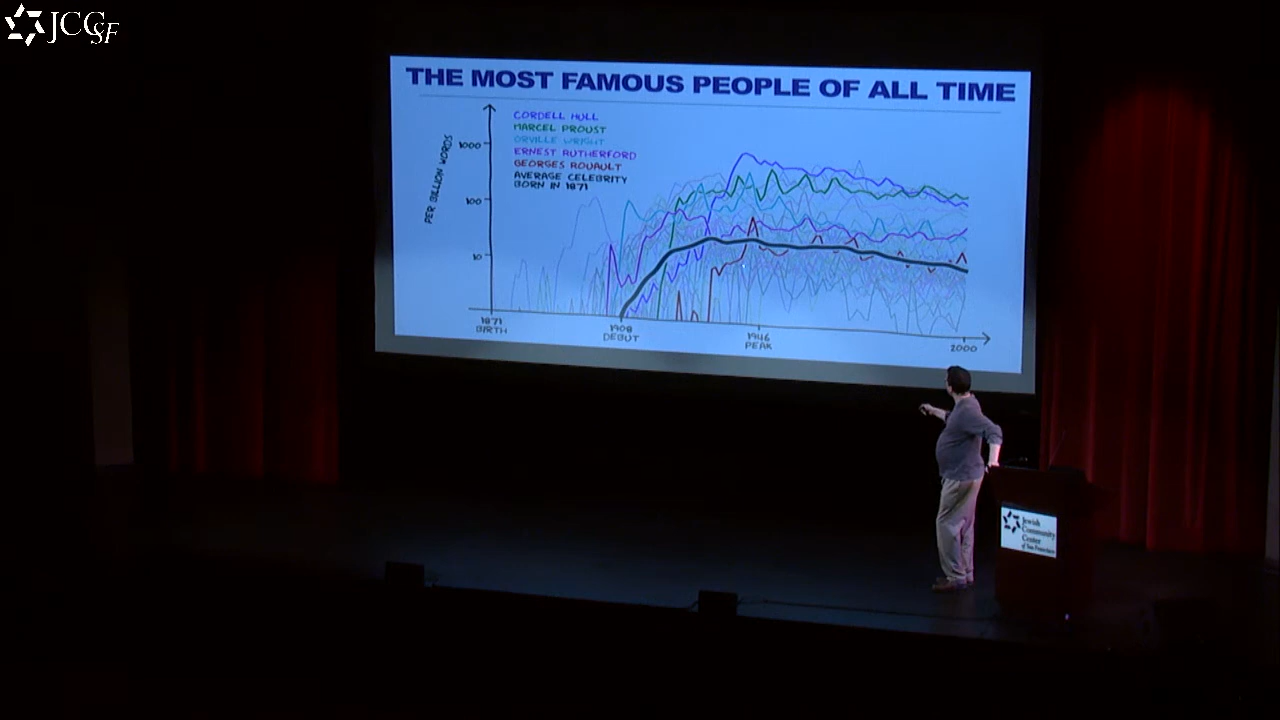 JCCSF
THE MOST FAMOUS PEOPLE OF ALL TIME
PER BILLION WORDS
1000
100
10
CORDELL HULL
MARCEL PROUST
ORVILLE WRIGHT
ERNEST RUTHERFORD
GEORGES ROUAULT
AVERAGE CELEBRITY
BORN IN 1871
1871
BIRTH
1908
DEBUT
1946
PEAK
2000
Jewish
Community
Center
of San Francisco